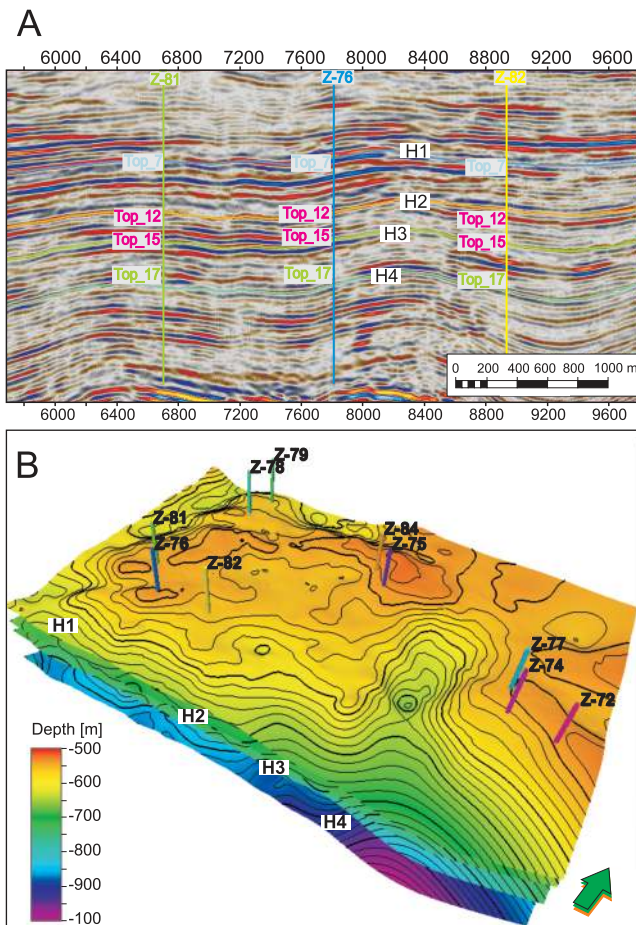 A
6000 6400 6800 7200 7600 8000 8400 8800 9200 9600
Z-81 Z-76 Z-82
H1
Top_7 Top_7 Top_7
H2
Top_12 Top_12 Top_12
H3
Top_15 Top_15 Top_15
H4
Top_17 Top_17 Top_17
0 200 400 600 800 1000 m
6000 6400 6800 7200 7600 8000 8400 8800 9200 9600
B
Z-79
Z-78
Z-81
Z-84
Z-76
Z-75
Z-82
H1
Z-77
Z-74
Z-72
H2
Depth [m]
-500
H3
-600
H4
-700
-800
-900
-100